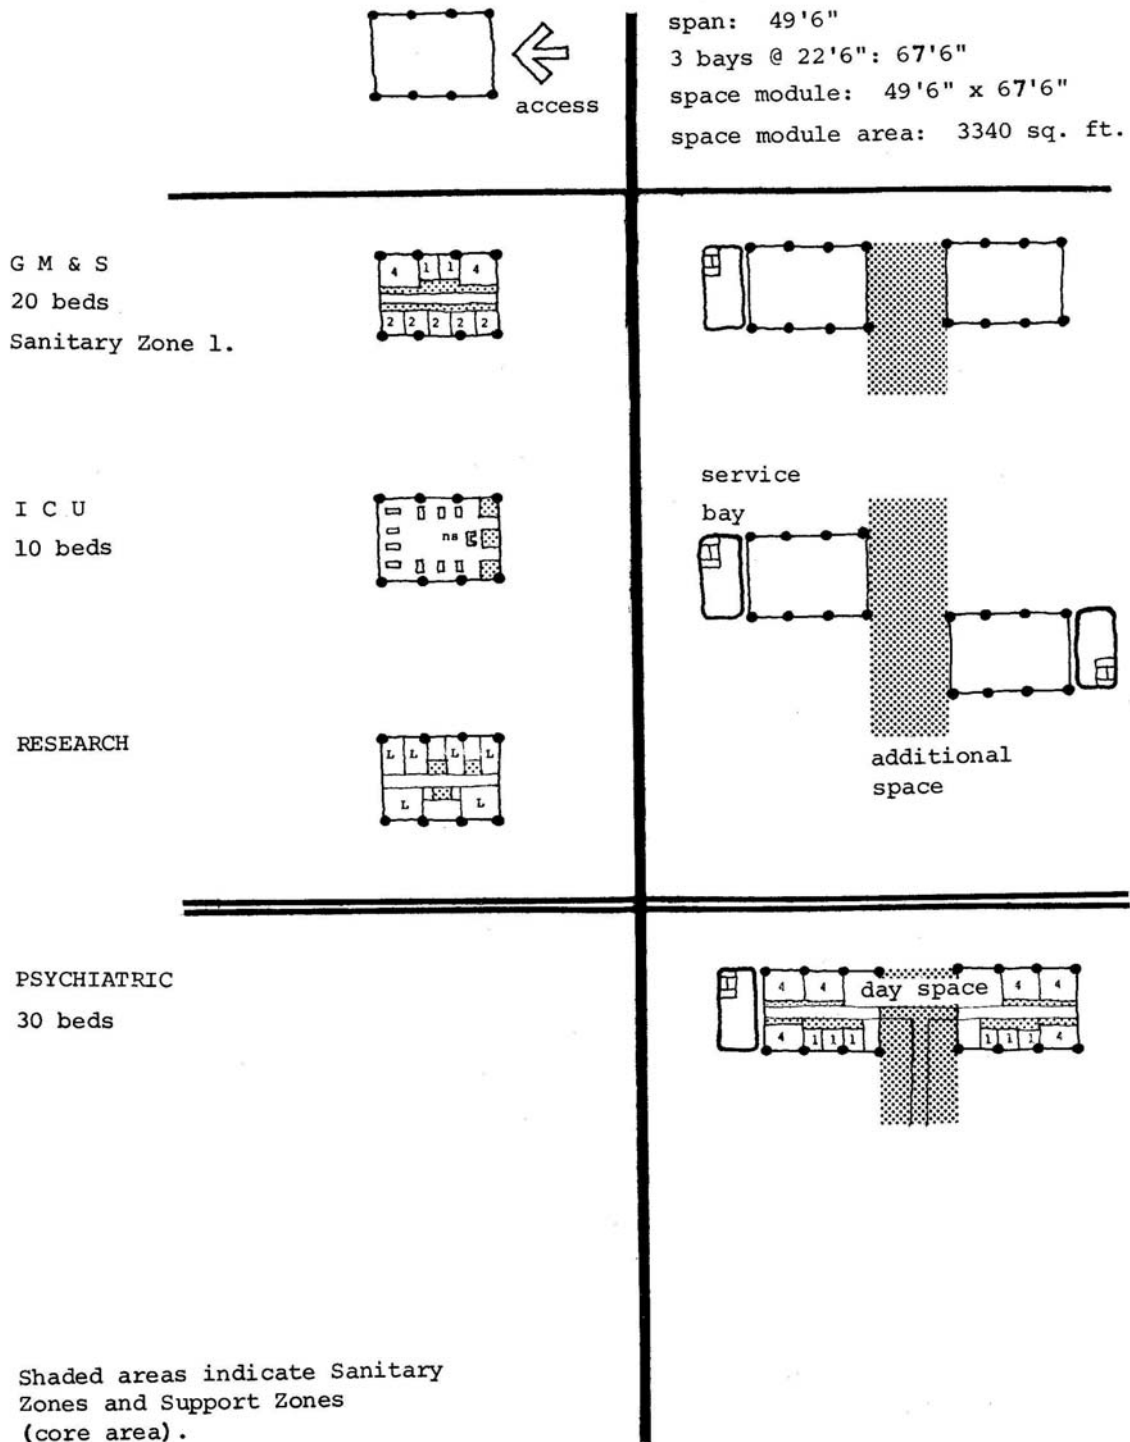 access
span: 49'6"
3 bays @ 22'6": 67'6"
space module: 49'6" x 67'6"
space module area: 3340 sq. ft.
G M & S
20 beds
Sanitary Zone 1.
4 1 1 4
2 2 2 2 2
I C U
10 beds
ns
service
bay
additional
space
RESEARCH
L L L L
L L
PSYCHIATRIC
30 beds
4 4 day space 4 4
4 1 1 1 1 1 1 4
Shaded areas indicate Sanitary
Zones and Support Zones
(core area).